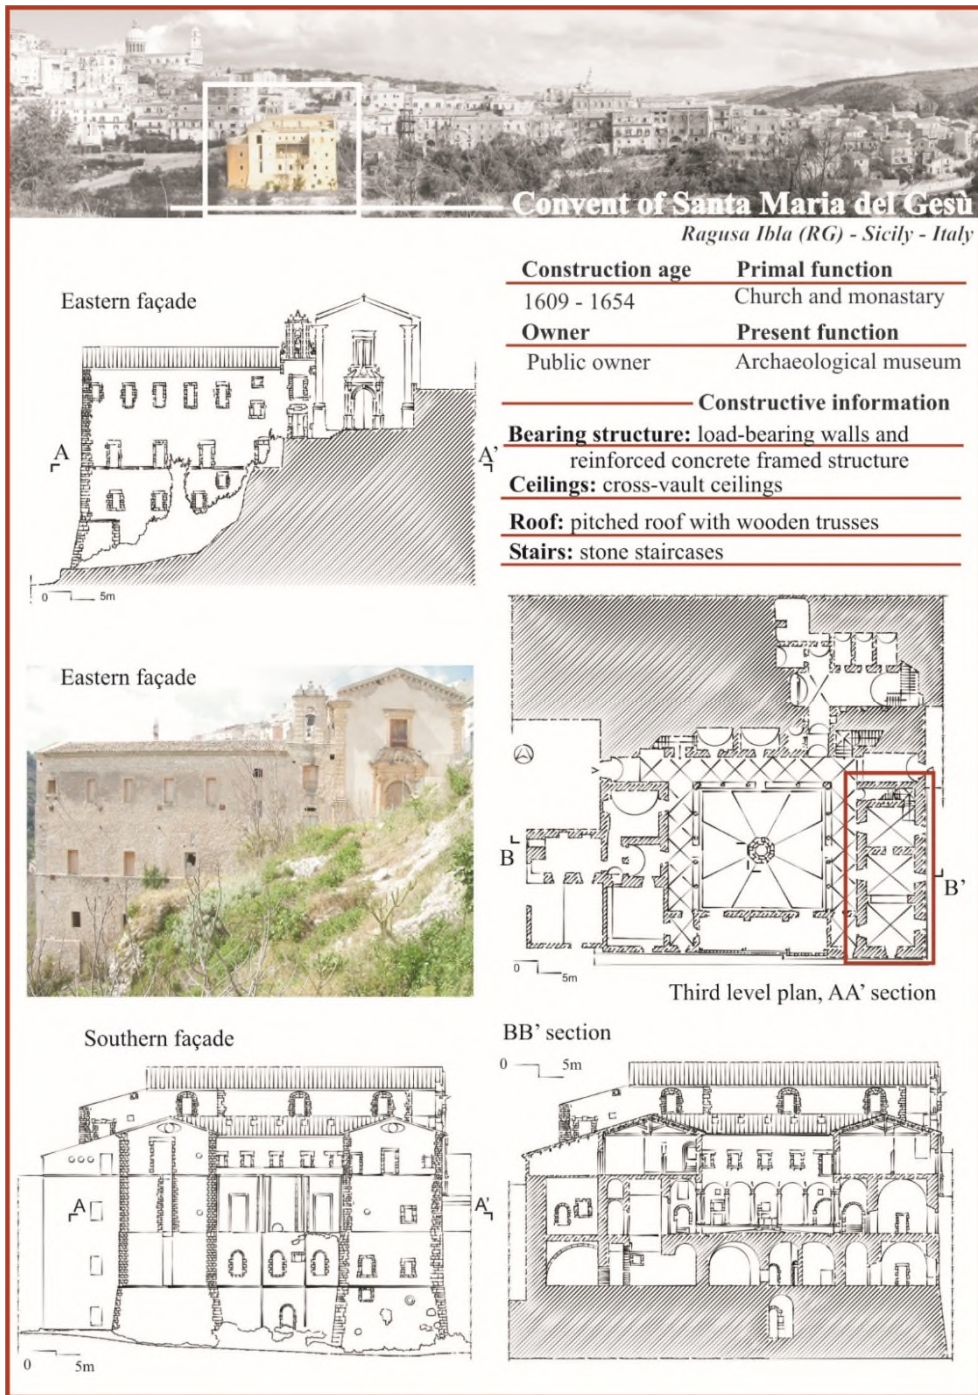 Convent of Santa Maria del Gesù
Ragusa Ibla (RG) - Sicily - Italy
Construction age Primal function
1609 - 1654 Church and monastary
Owner Present function
Public owner Archaeological museum
Constructive information
Bearing structure: load-bearing walls and
reinforced concrete framed structure
Ceilings: cross-vault ceilings
Roof: pitched roof with wooden trusses
Stairs: stone staircases
Eastern façade
A A'
0 5m
Eastern façade
B B'
0 5m
Third level plan, AA' section
Southern façade
A A'
0 5m
BB' section
0 5m